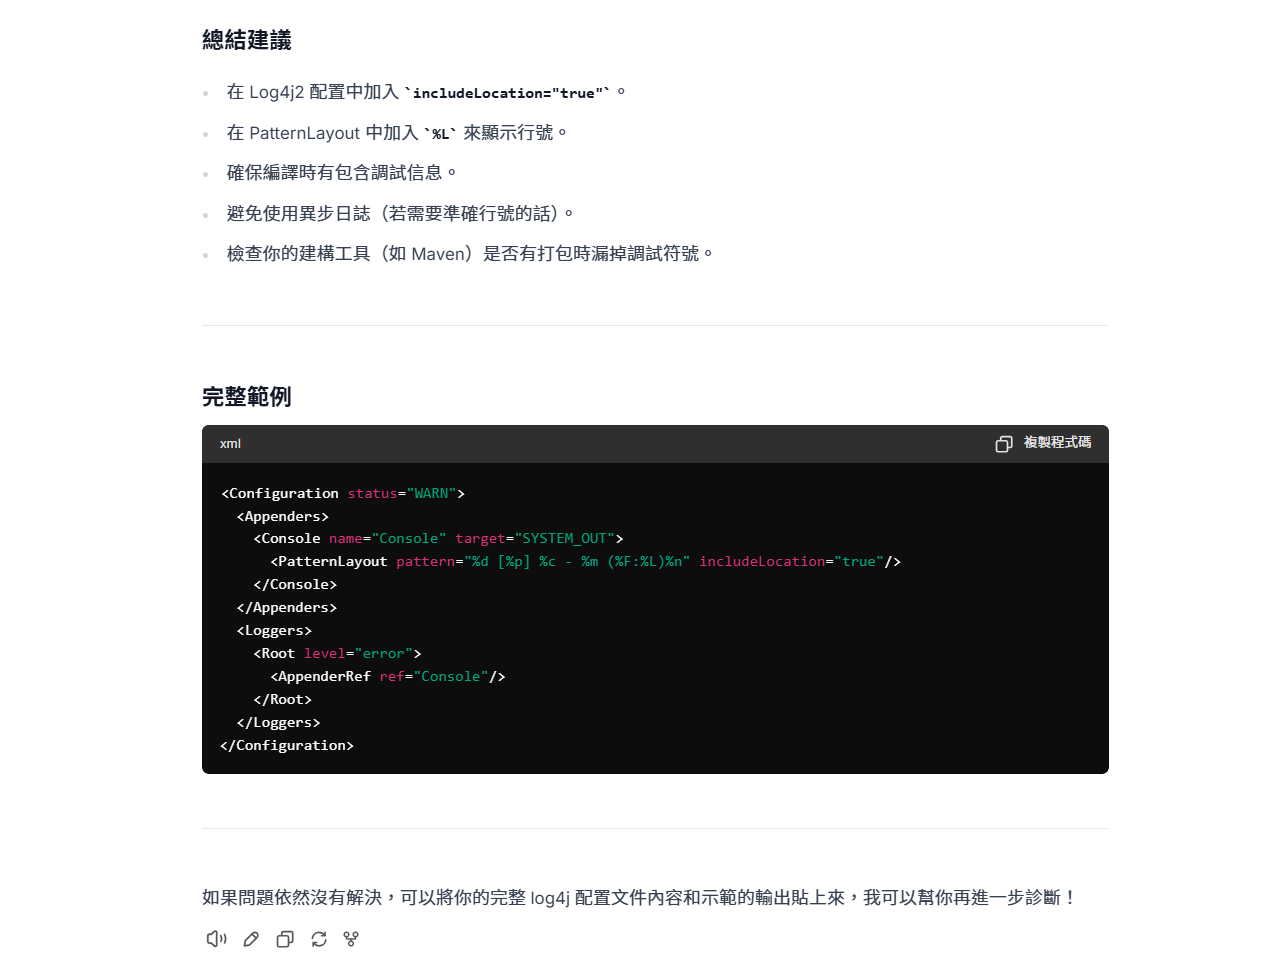 總結建議
在 Log4j2 配置中加入 `includeLocation="true"`。
在 PatternLayout 中加入 `%L` 來顯示行號。
確保編譯時有包含調試信息。
避免使用異步日誌（若需要準確行號的話）。
檢查你的建構工具（如 Maven）是否有打包時漏掉調試符號。
完整範例
xml
複製程式碼
<Configuration status="WARN">
  <Appenders>
    <Console name="Console" target="SYSTEM_OUT">
      <PatternLayout pattern="%d [%p] %c - %m (%F:%L)%n" includeLocation="true"/>
    </Console>
  </Appenders>
  <Loggers>
    <Root level="error">
      <AppenderRef ref="Console"/>
    </Root>
  </Loggers>
</Configuration>
如果問題依然沒有解決，可以將你的完整 log4j 配置文件內容和示範的輸出貼上來，我可以幫你再進一步診斷！